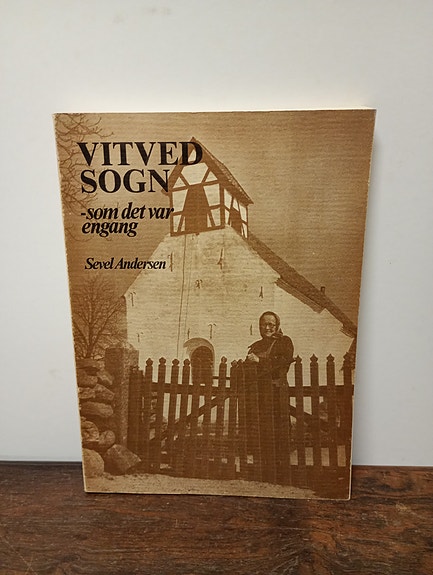 VITVED
SOGN
-som det var
engang
Sevel Andersen